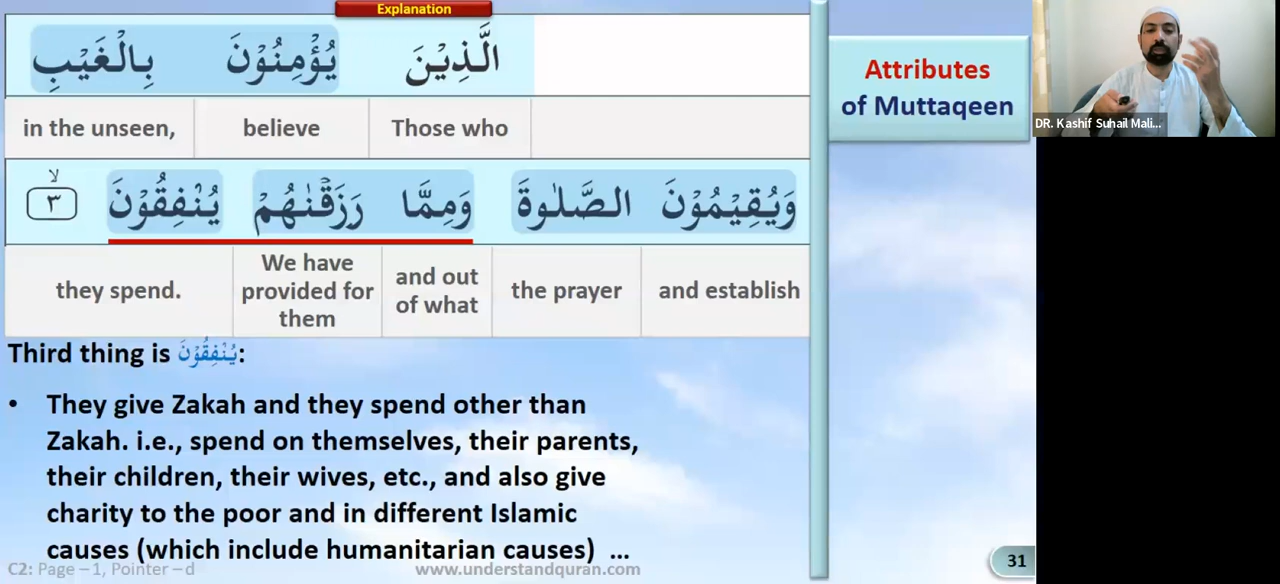 Explanation
الَّذِيْنَ يُؤْمِنُوْنَ بِالْغَيْبِ
in the unseen, believe Those who
وَيُقِيْمُوْنَ الصَّلٰوةَ وَمِمَّا رَزَقْنٰهُمْ يُنْفِقُوْنَ ۙ ٣
they spend. We have provided for them and out of what the prayer and establish
Attributes
of Muttaqeen
DR. Kashif Suhail Mali...
Third thing is يُنْفِقُوْنَ:
• They give Zakah and they spend other than
Zakah. i.e., spend on themselves, their parents,
their children, their wives, etc., and also give
charity to the poor and in different Islamic
causes (which include humanitarian causes) ...
C2: Page – 1, Pointer – d
www.understandquran.com
31